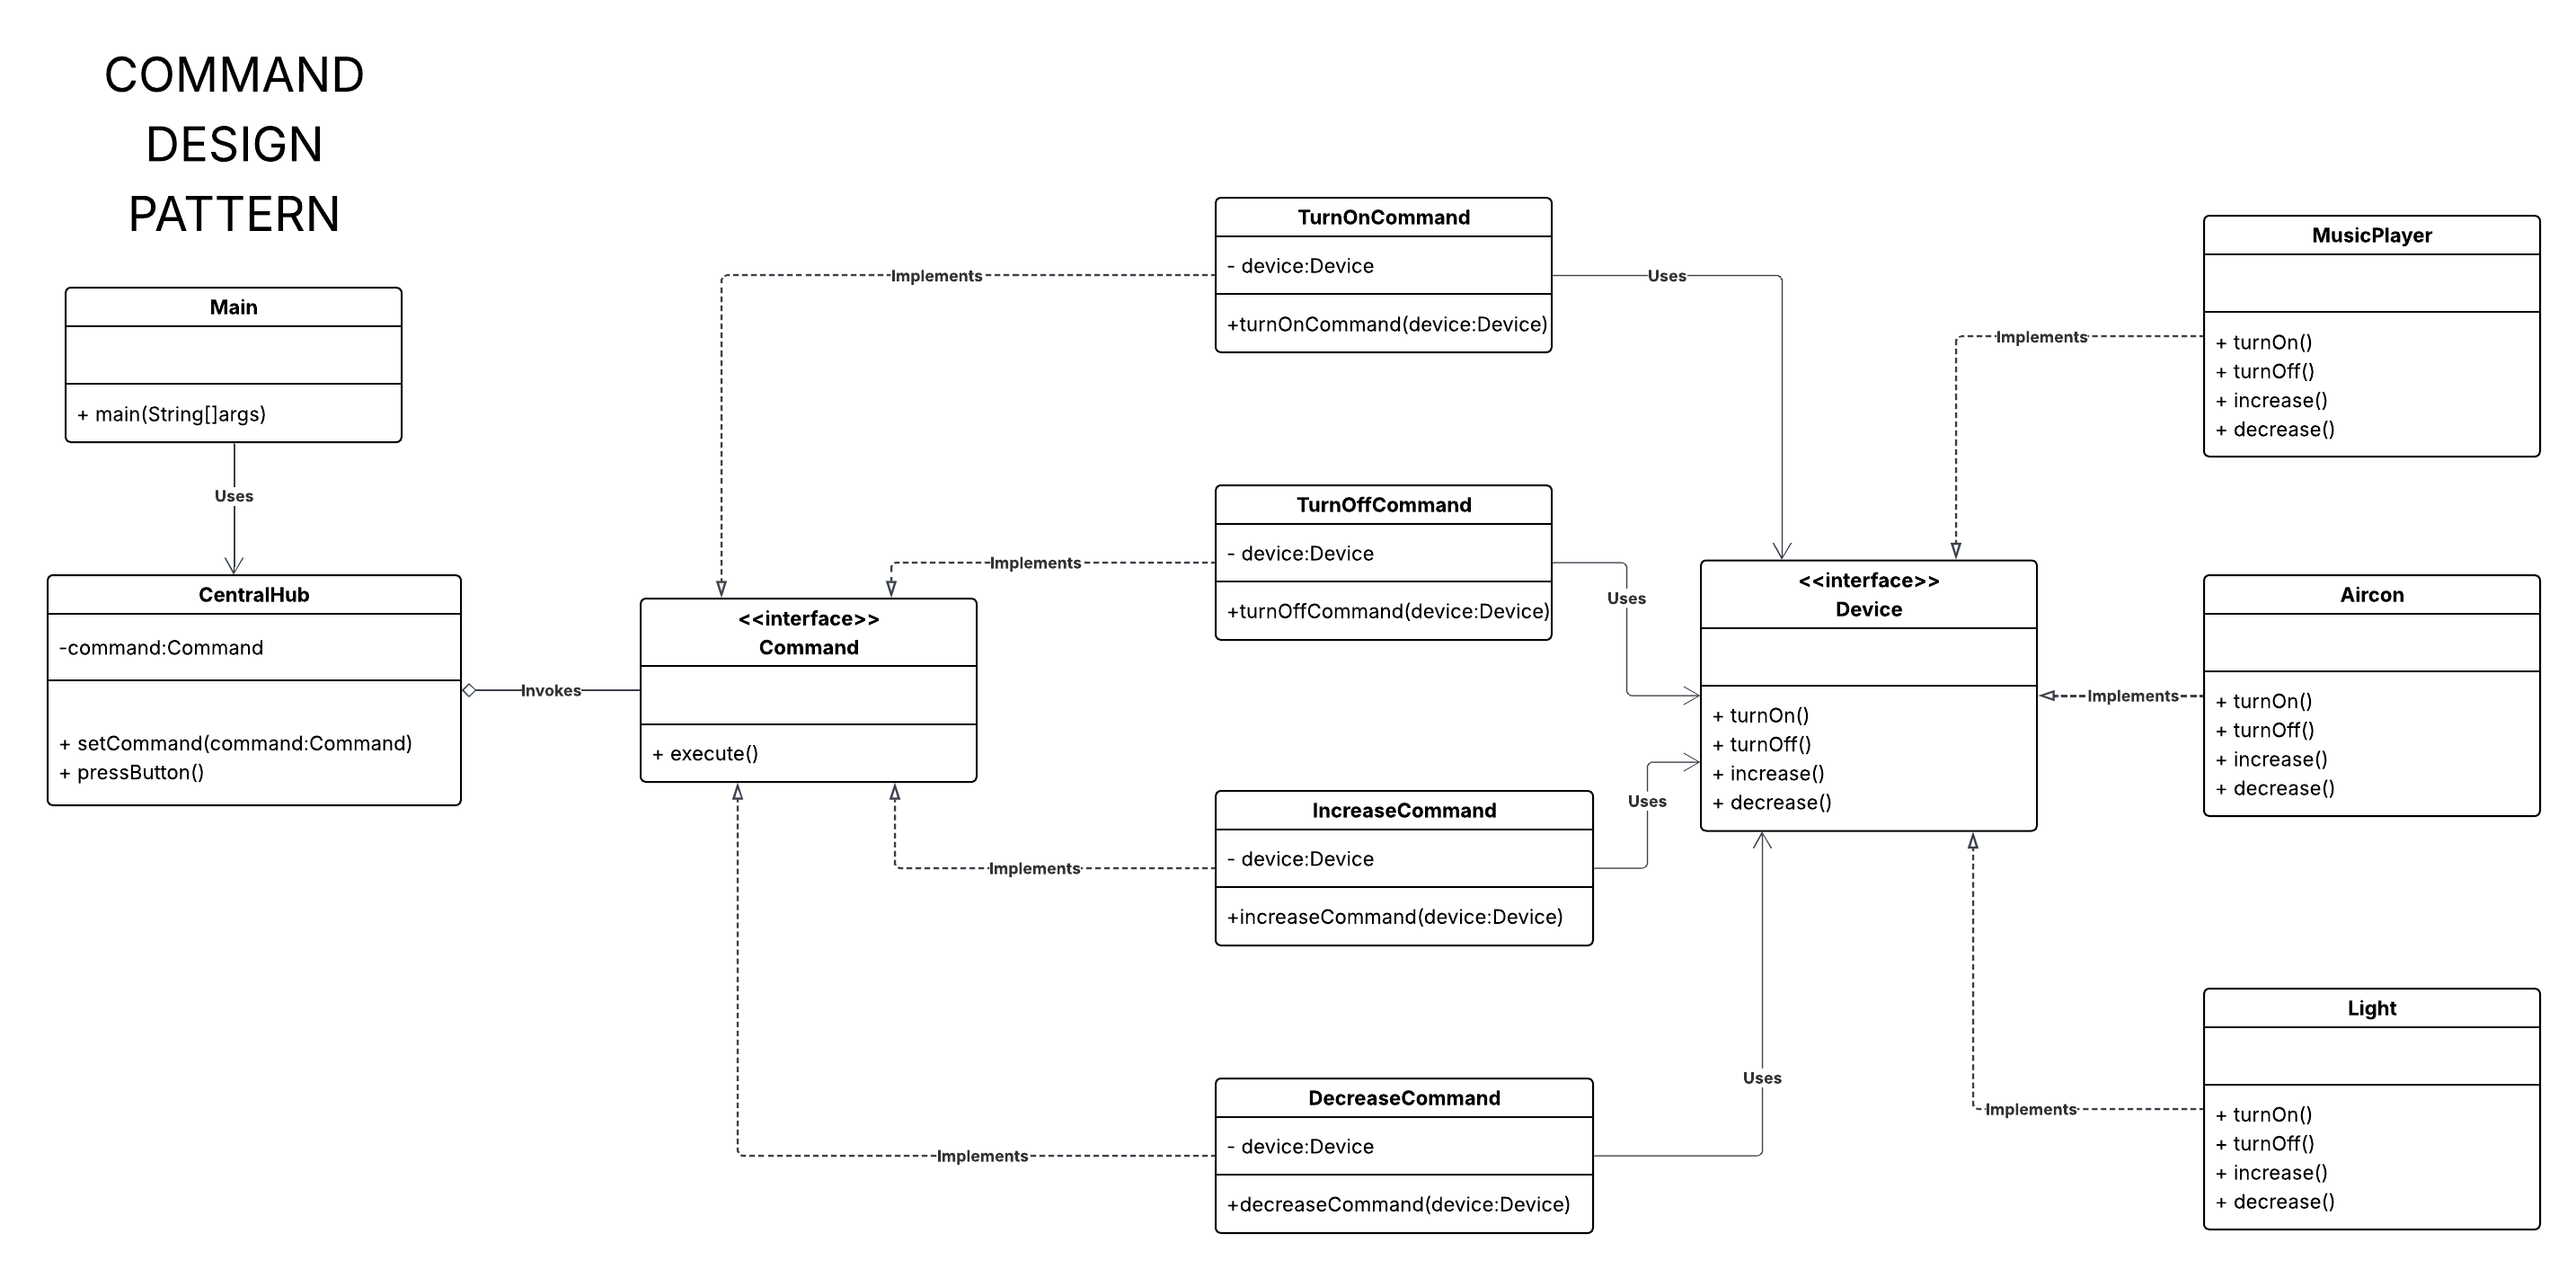 COMMAND
DESIGN
PATTERN
Main
+ main(String[]args)
Uses
CentralHub
-command:Command
+ setCommand(command:Command)
+ pressButton()
Invokes
<<interface>>
Command
+ execute()
Implements
Implements
Implements
Implements
TurnOnCommand
- device:Device
+turnOnCommand(device:Device)
TurnOffCommand
- device:Device
+turnOffCommand(device:Device)
IncreaseCommand
- device:Device
+increaseCommand(device:Device)
DecreaseCommand
- device:Device
+decreaseCommand(device:Device)
Uses
Uses
Uses
Uses
<<interface>>
Device
+ turnOn()
+ turnOff()
+ increase()
+ decrease()
Implements
Implements
Implements
MusicPlayer
+ turnOn()
+ turnOff()
+ increase()
+ decrease()
Aircon
+ turnOn()
+ turnOff()
+ increase()
+ decrease()
Light
+ turnOn()
+ turnOff()
+ increase()
+ decrease()